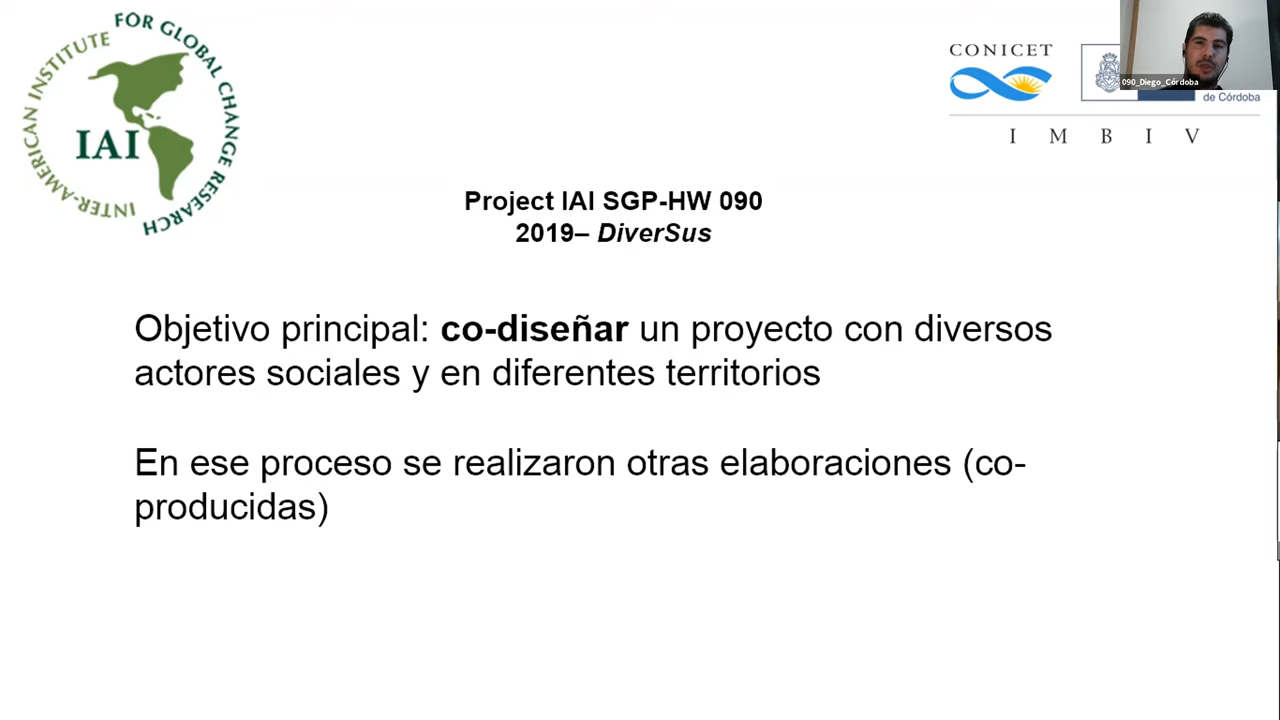 INTER-AMERICAN INSTITUTE FOR GLOBAL CHANGE RESEARCH
IAI
CONICET
090_Diego_Córdoba
de Córdoba
I M B I V
Project IAI SGP-HW 090
2019– DiverSus
Objetivo principal: co-diseñar un proyecto con diversos
actores sociales y en diferentes territorios
En ese proceso se realizaron otras elaboraciones (co-
producidas)